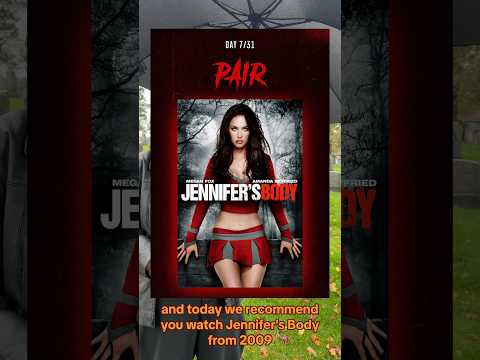 DAY 7/31
PAIR
MEGAN FOX AMANDA SEYFRIED
JENNIFER'S BODY
and today we recommend
you watch Jennifer's Body
from 2009